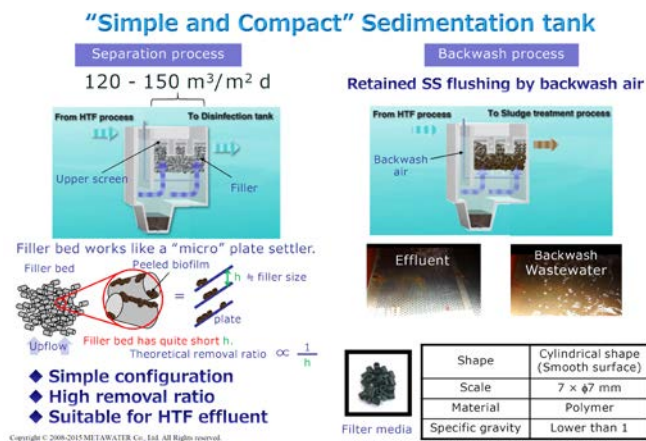 “Simple and Compact” Sedimentation tank
Separation process
120 - 150 m³/m² d
From HTF process
To Disinfection tank
Upper screen
Filler
Filler bed works like a “micro” plate settler.
Filler bed
Peeled biofilm
=
h ≒ filler size
plate
Upflow
Filler bed has quite short h.
Theoretical removal ratio ∝ 1/h
◆ Simple configuration
◆ High removal ratio
◆ Suitable for HTF effluent
Backwash process
Retained SS flushing by backwash air
From HTF process
To Sludge treatment process
Backwash
air
Effluent
Backwash
Wastewater
Filter media
Shape Cylindrical shape
(Smooth surface)
Scale 7 × ϕ7 mm
Material Polymer
Specific gravity Lower than 1
Copyright © 2008-2015 METAWATER Co., Ltd. All Rights reserved.